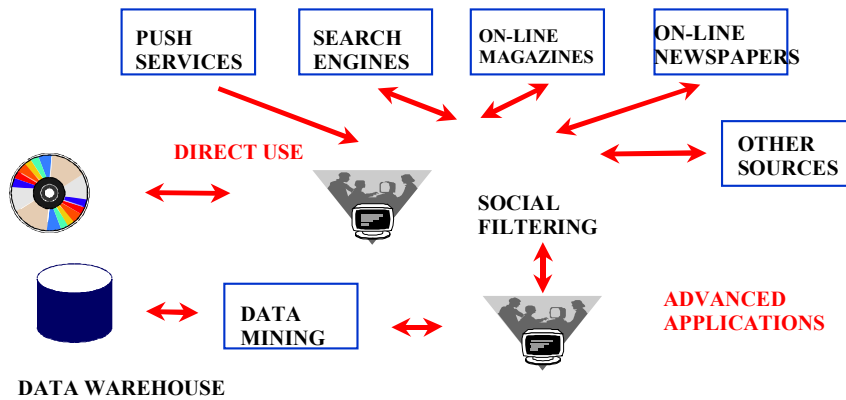 PUSH
SERVICES
SEARCH
ENGINES
ON-LINE
MAGAZINES
ON-LINE
NEWSPAPERS
OTHER
SOURCES
DIRECT USE
SOCIAL
FILTERING
DATA
MINING
ADVANCED
APPLICATIONS
DATA WAREHOUSE